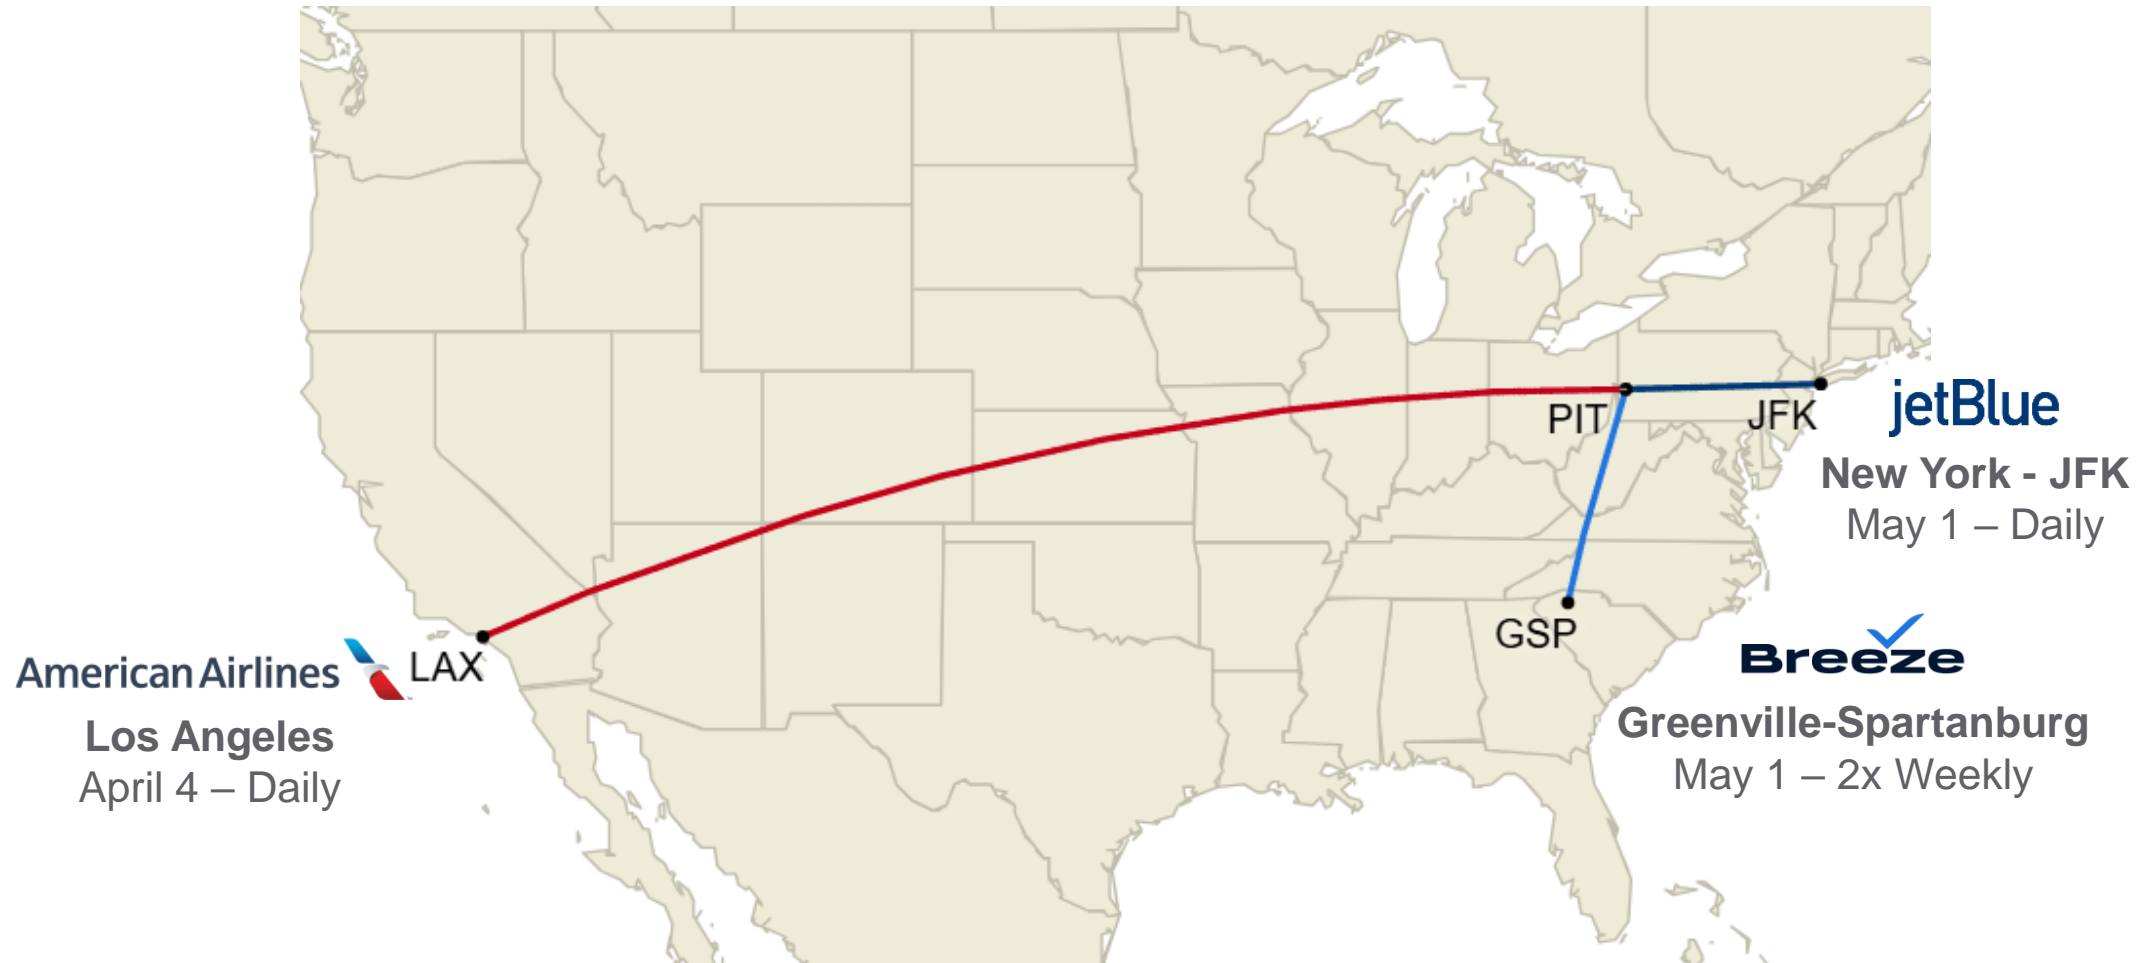 PIT
JFK
jetBlue
New York - JFK
May 1 – Daily
GSP
Breeze
Greenville-Spartanburg
May 1 – 2x Weekly
American Airlines
LAX
Los Angeles
April 4 – Daily